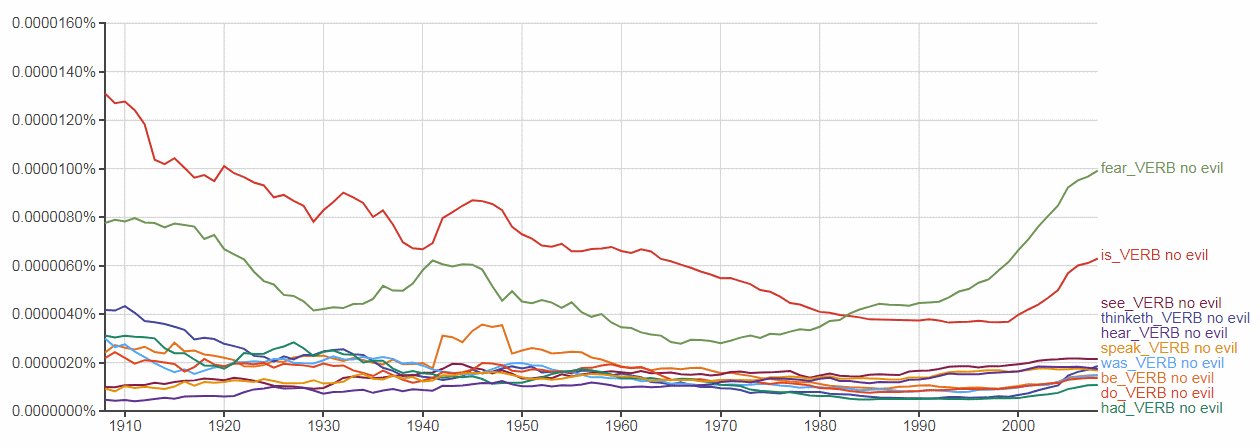 0.0000160%
0.0000140%
0.0000120%
0.0000100%
0.0000080%
0.0000060%
0.0000040%
0.0000020%
0.0000000%
1910 1920 1930 1940 1950 1960 1970 1980 1990 2000
fear_VERB no evil
is_VERB no evil
see_VERB no evil
thinketh_VERB no evil
hear_VERB no evil
speak_VERB no evil
was_VERB no evil
be_VERB no evil
do_VERB no evil
had_VERB no evil